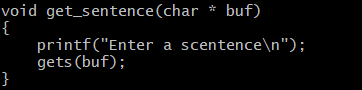 void get_sentence(char * buf)
{
    printf("Enter a scentence\n");
    gets(buf);
}